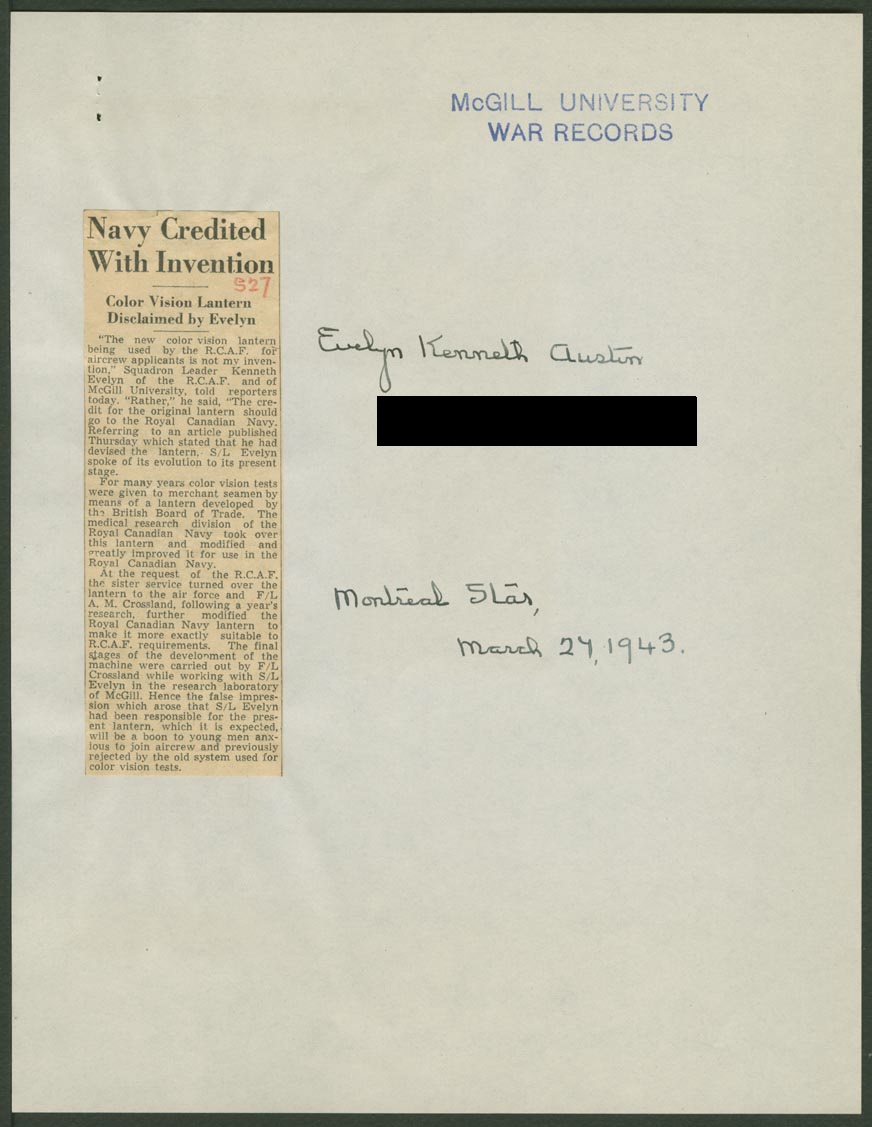 McGILL UNIVERSITY
WAR RECORDS
Navy Credited
With Invention
527
Color Vision Lantern
Disclaimed by Evelyn
"The new color vision lantern
being used by the R.C.A.F. for
aircrew applicants is not my inven-
tion," Squadron Leader Kenneth
Evelyn of the R.C.A.F. and of
McGill University, told reporters
today. "Rather," he said, "The cre-
dit for the original lantern should
go to the Royal Canadian Navy.
Referring to an article published
Thursday which stated that he had
devised the lantern, S/L Evelyn
spoke of its evolution to its present
stage.
For many years color vision tests
were given to merchant seamen by
means of a lantern developed by
the British Board of Trade. The
medical research division of the
Royal Canadian Navy took over
this lantern and modified and
greatly improved it for use in the
Royal Canadian Navy.
At the request of the R.C.A.F.
the sister service turned over the
lantern to the air force and F/L
A. M. Crossland, following a year's
research, further modified the
Royal Canadian Navy lantern to
make it more exactly suitable to
R.C.A.F. requirements. The final
stages of the development of the
machine were carried out by F/L
Crossland while working with S/L
Evelyn in the research laboratory
of McGill. Hence the false impres-
sion which arose that S/L Evelyn
had been responsible for the pres-
ent lantern, which it is expected,
will be a boon to young men anx-
ious to join aircrew and previously
rejected by the old system used for
color vision tests.
Evelyn Kenneth Austin
Montreal Star,
March 27, 1943.